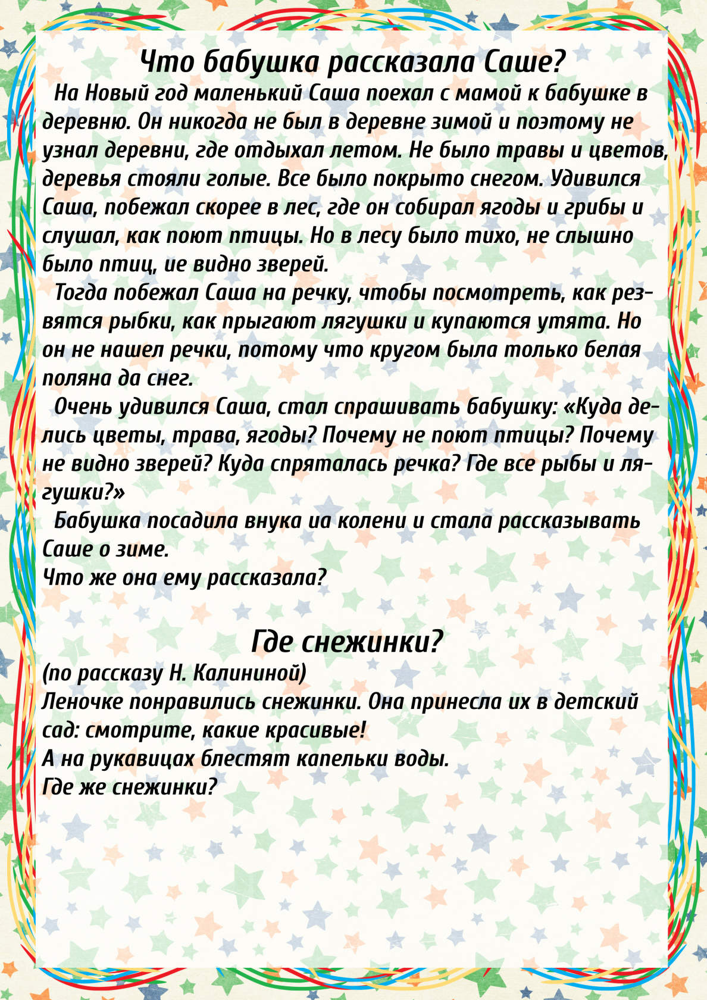 Что бабушка рассказала Саше?
На Новый год маленький Саша поехал с мамой к бабушке в
деревню. Он никогда не был в деревне зимой и поэтому не
узнал деревни, где отдыхал летом. Не было травы и цветов,
деревья стояли голые. Все было покрыто снегом. Удивился
Саша, побежал скорее в лес, где он собирал ягоды и грибы и
слушал, как поют птицы. Но в лесу было тихо, не слышно
было птиц, ие видно зверей.
Тогда побежал Саша на речку, чтобы посмотреть, как рез-
вятся рыбки, как прыгают лягушки и купаются утята. Но
он не нашел речки, потому что кругом была только белая
поляна да снег.
Очень удивился Саша, стал спрашивать бабушку: «Куда де-
лись цветы, трава, ягоды? Почему не поют птицы? Почему
не видно зверей? Куда спряталась речка? Где все рыбы и ля-
гушки?»
Бабушка посадила внука иа колени и стала рассказывать
Саше о зиме.
Что же она ему рассказала?
Где снежинки?
(по рассказу Н. Калининой)
Леночке понравились снежинки. Она принесла их в детский
сад: смотрите, какие красивые!
А на рукавицах блестят капельки воды.
Где же снежинки?